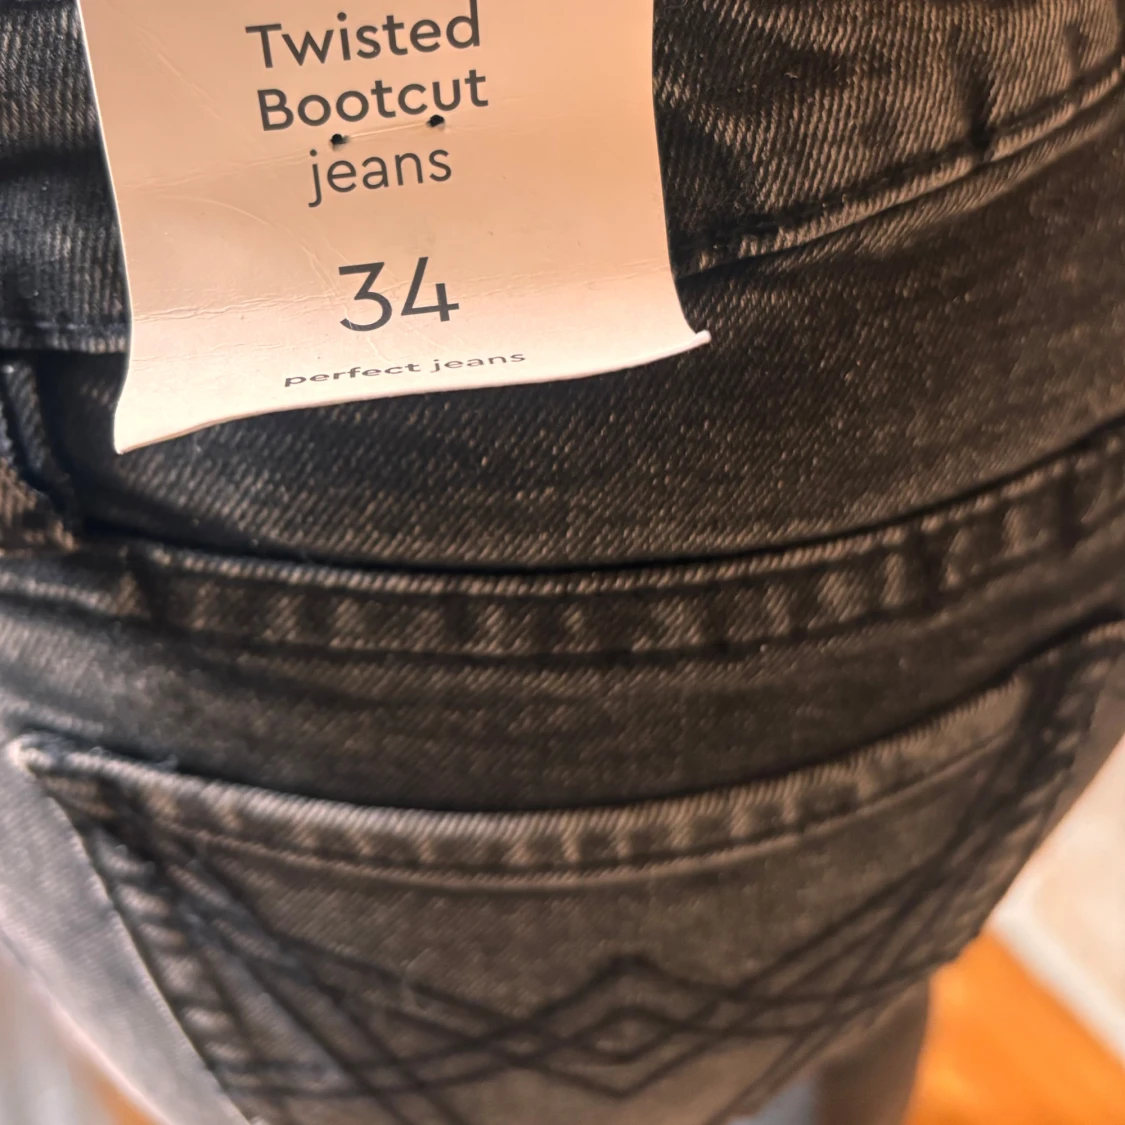 Twisted
Bootcut
jeans
34
perfect jeans